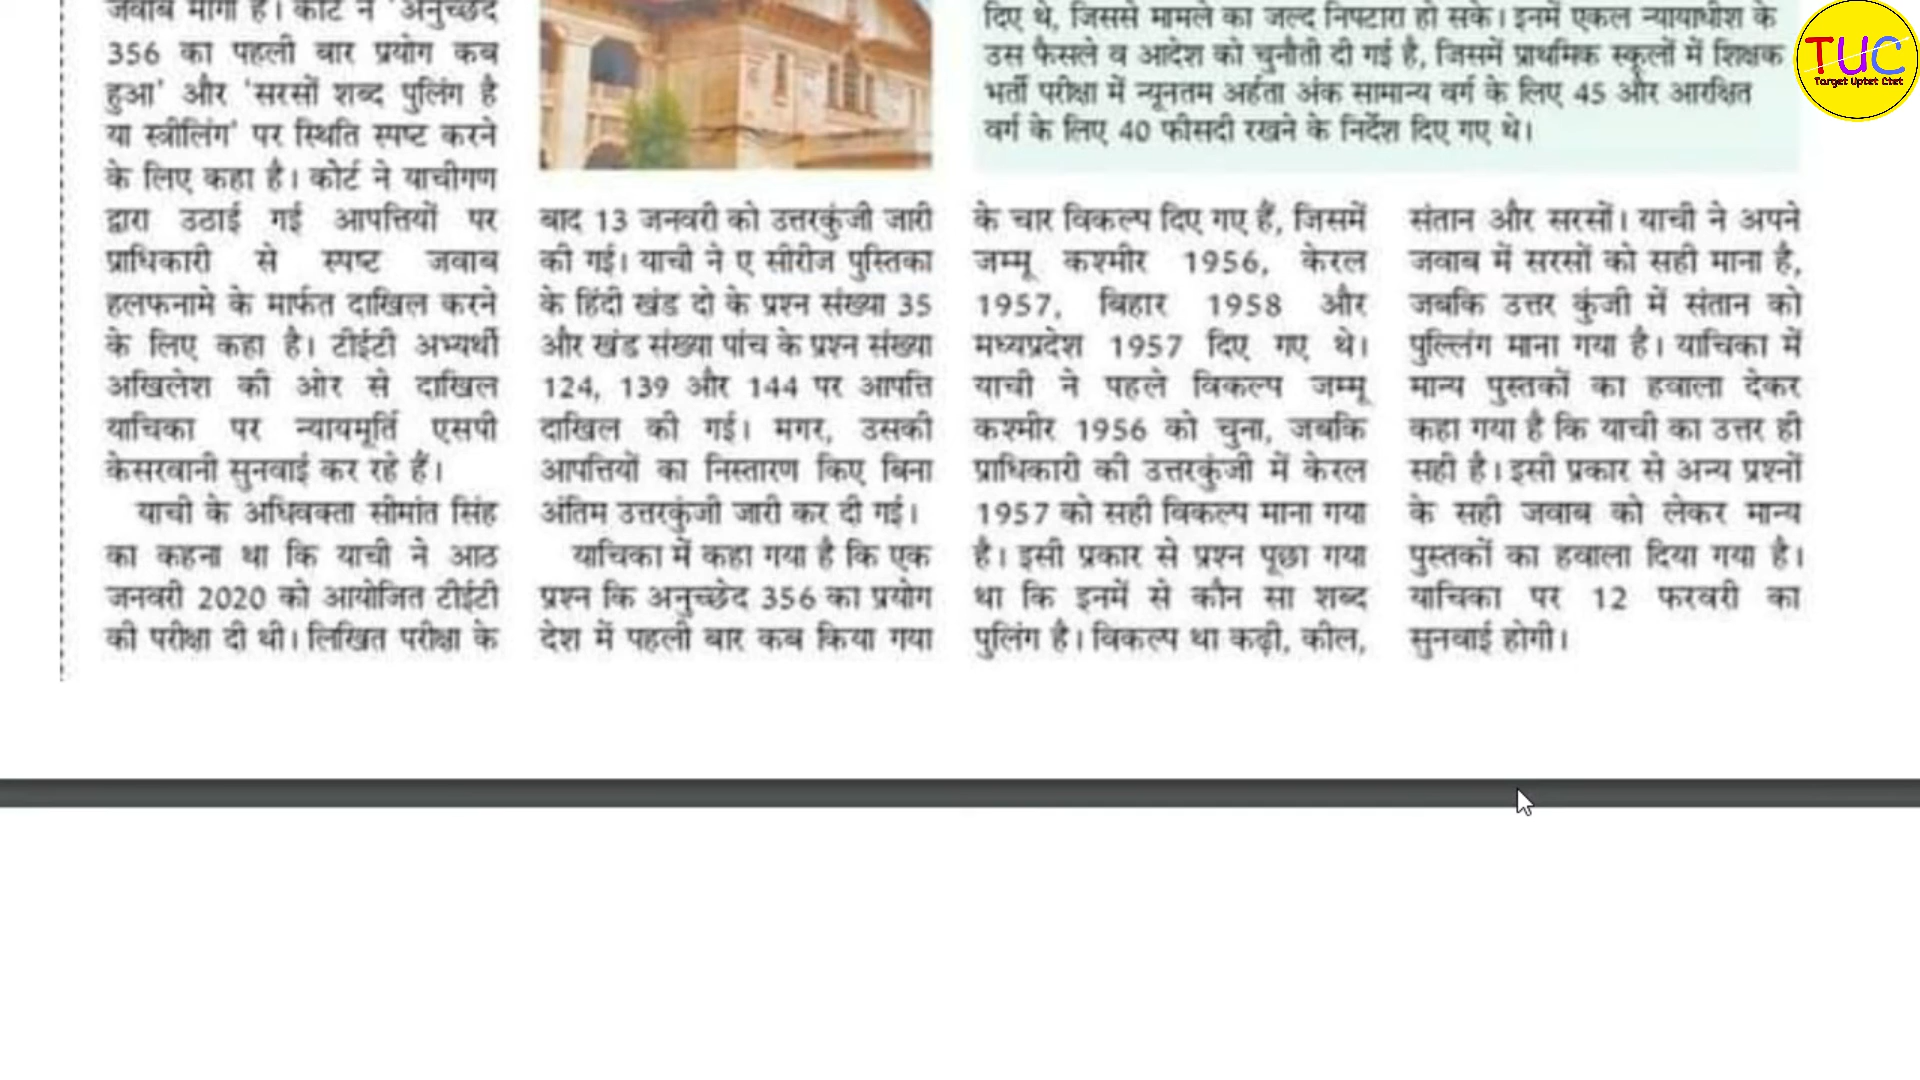 जवाब मांगा है। कोर्ट ने 'अनुच्छेद
356 का पहली बार प्रयोग कब
हुआ' और 'सरसों शब्द पुलिंग है
या स्त्रीलिंग' पर स्थिति स्पष्ट करने
के लिए कहा है। कोर्ट ने याचीगण
द्वारा उठाई गई आपत्तियों पर
प्राधिकारी से स्पष्ट जवाब
हलफनामे के मार्फत दाखिल करने
के लिए कहा है। टीईटी अभ्यर्थी
अखिलेश की ओर से दाखिल
याचिका पर न्यायमूर्ति एसपी
केसरवानी सुनवाई कर रहे हैं।
याची के अधिवक्ता सीमांत सिंह
का कहना था कि याची ने आठ
जनवरी 2020 को आयोजित टीईटी
की परीक्षा दी थी। लिखित परीक्षा के
बाद 13 जनवरी को उत्तरकुंजी जारी
की गई। याची ने ए सीरीज पुस्तिका
के हिंदी खंड दो के प्रश्न संख्या 35
और खंड संख्या पांच के प्रश्न संख्या
124, 139 और 144 पर आपत्ति
दाखिल की गई। मगर, उसकी
आपत्तियों का निस्तारण किए बिना
अंतिम उत्तरकुंजी जारी कर दी गई।
याचिका में कहा गया है कि एक
प्रश्न कि अनुच्छेद 356 का प्रयोग
देश में पहली बार कब किया गया
दिए थे, जिससे मामले का जल्द निपटारा हो सके। इनमें एकल न्यायाधीश के
उस फैसले व आदेश को चुनौती दी गई है, जिसमें प्राथमिक स्कूलों में शिक्षक
भर्ती परीक्षा में न्यूनतम अर्हता अंक सामान्य वर्ग के लिए 45 और आरक्षित
वर्ग के लिए 40 फीसदी रखने के निर्देश दिए गए थे।
के चार विकल्प दिए गए हैं, जिसमें
जम्मू कश्मीर 1956, केरल
1957, बिहार 1958 और
मध्यप्रदेश 1957 दिए गए थे।
याची ने पहले विकल्प जम्मू
कश्मीर 1956 को चुना, जबकि
प्राधिकारी की उत्तरकुंजी में केरल
1957 को सही विकल्प माना गया
है। इसी प्रकार से प्रश्न पूछा गया
था कि इनमें से कौन सा शब्द
पुलिंग है। विकल्प था कढ़ी, कील,
संतान और सरसों। याची ने अपने
जवाब में सरसों को सही माना है,
जबकि उत्तर कुंजी में संतान को
पुल्लिंग माना गया है। याचिका में
मान्य पुस्तकों का हवाला देकर
कहा गया है कि याची का उत्तर ही
सही है। इसी प्रकार से अन्य प्रश्नों
के सही जवाब को लेकर मान्य
पुस्तकों का हवाला दिया गया है।
याचिका पर 12 फरवरी का
सुनवाई होगी।
TUC
Target Uptet Ctet